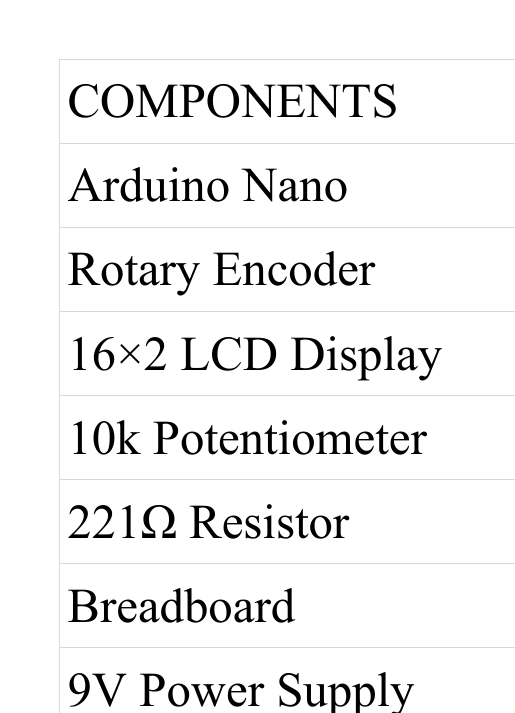 COMPONENTS
Arduino Nano
Rotary Encoder
16×2 LCD Display
10k Potentiometer
221Ω Resistor
Breadboard
9V Power Supply